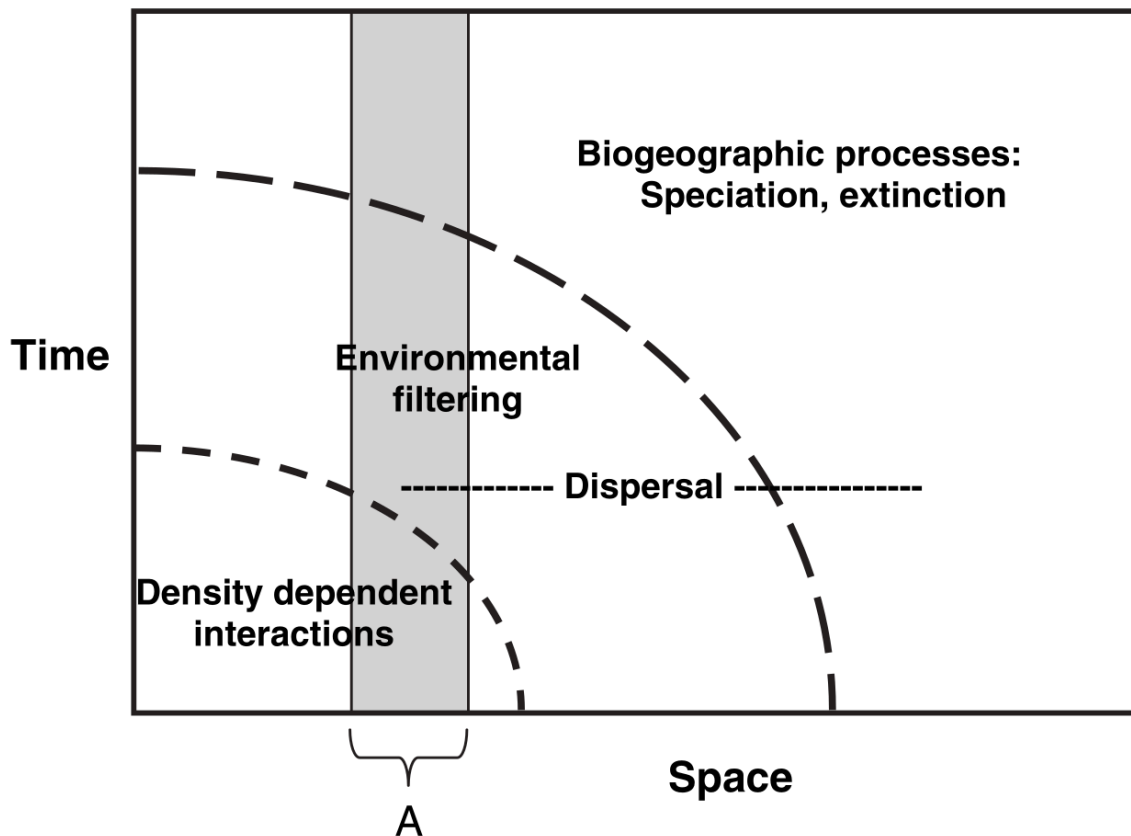 Biogeographic processes:
Speciation, extinction
Time
Environmental
filtering
------------- Dispersal ----------------
Density dependent
interactions
Space
A